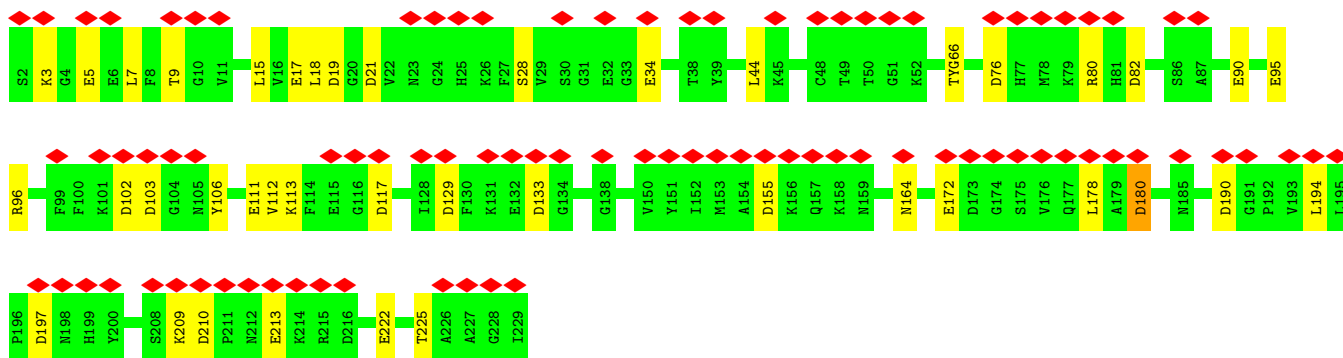 S2 K3 G4 E5 E6 L7 F8 T9 G10 V11 L15 V16 E17 L18 D19 G20 D21 V22 N23 G24 H25 K26 F27 S28 V29 S30 G31 E32 G33 E34 T38 Y39 L44 K45 C48 T49 T50 G51 K52 TYG66 D76 H77 M78 K79 R80 H81 D82 S86 A87 E90 E95
R96 F99 F100 K101 D102 D103 G104 N105 Y106 E111 V112 K113 F114 E115 G116 D117 I128 D129 F130 K131 E132 D133 G134 G138 V150 Y151 I152 M153 A154 D155 K156 Q157 K158 N159 N164 E172 D173 G174 S175 V176 Q177 L178 A179 D180 N185 D190 G191 P192 V193 L194 L195
P196 D197 N198 H199 Y200 S208 K209 D210 P211 N212 E213 K214 R215 D216 E222 T225 A226 A227 G228 I229